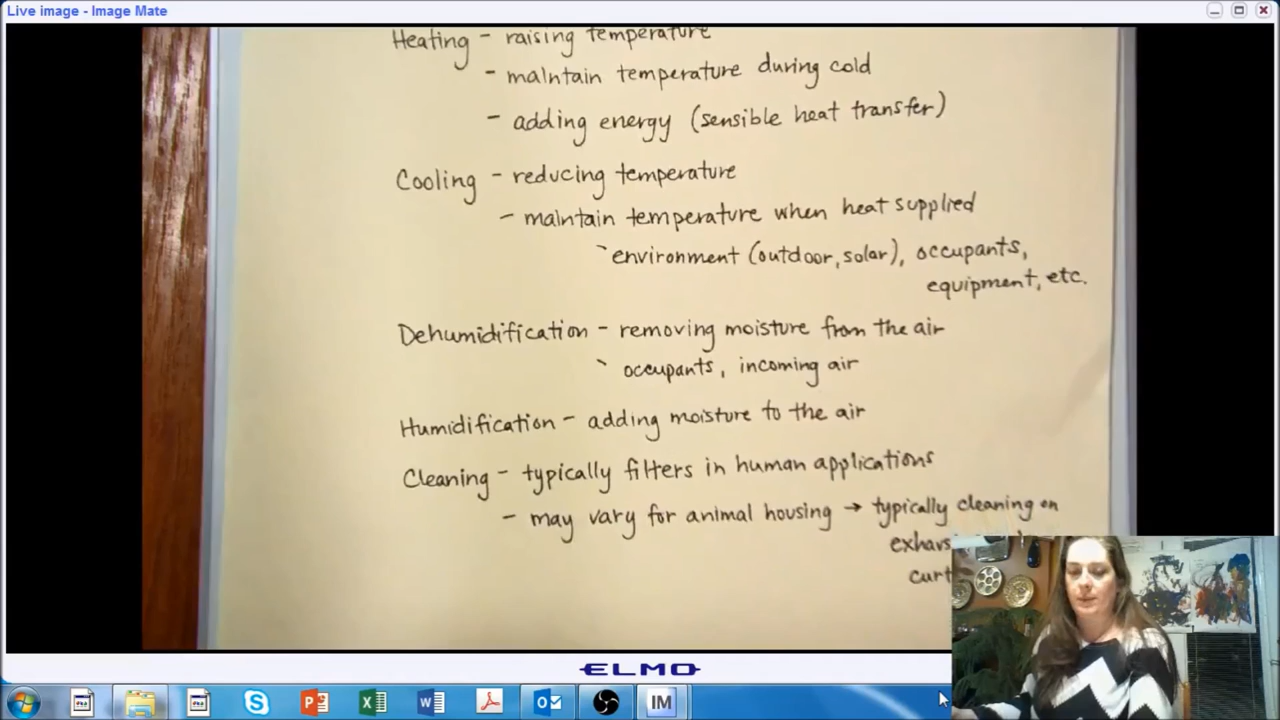 Live image - Image Mate
Heating - raising temperature
- maintain temperature during cold
- adding energy (sensible heat transfer)
Cooling - reducing temperature
- maintain temperature when heat supplied
- environment (outdoor, solar), occupants,
equipment, etc.
Dehumidification - removing moisture from the air
- occupants, incoming air
Humidification - adding moisture to the air
Cleaning - typically filters in human applications
- may vary for animal housing → typically cleaning on
ELMO
IM